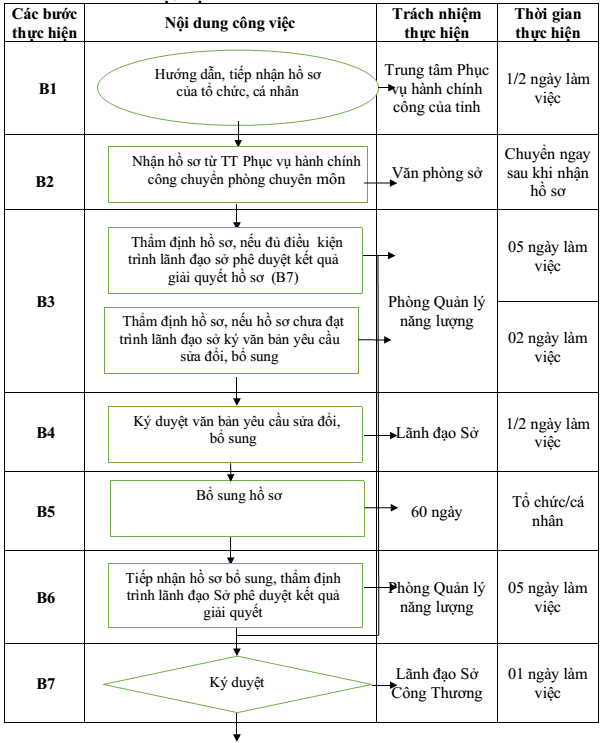 Các bước
thực hiện
Nội dung công việc
Trách nhiệm
thực hiện
Thời gian
thực hiện
B1
Hướng dẫn, tiếp nhận hồ sơ
của tổ chức, cá nhân
Trung tâm Phục
vụ hành chính
công của tỉnh
1/2 ngày làm
việc
B2
Nhận hồ sơ từ TT Phục vụ hành chính
công chuyển phòng chuyên môn
Văn phòng sở
Chuyển ngay
sau khi nhận
hồ sơ
B3
Thẩm định hồ sơ, nếu đủ điều kiện
trình lãnh đạo sở phê duyệt kết quả
giải quyết hồ sơ (B7)
Thẩm định hồ sơ, nếu hồ sơ chưa đạt
trình lãnh đạo sở ký văn bản yêu cầu
sửa đổi, bổ sung
Phòng Quản lý
năng lượng
05 ngày làm
việc
02 ngày làm
việc
B4
Ký duyệt văn bản yêu cầu sửa đổi,
bổ sung
Lãnh đạo Sở
1/2 ngày làm
việc
B5
Bổ sung hồ sơ
60 ngày
Tổ chức/cá
nhân
B6
Tiếp nhận hồ sơ bổ sung, thẩm định
trình lãnh đạo Sở phê duyệt kết quả
giải quyết
Phòng Quản lý
năng lượng
05 ngày làm
việc
B7
Ký duyệt
Lãnh đạo Sở
Công Thương
01 ngày làm
việc